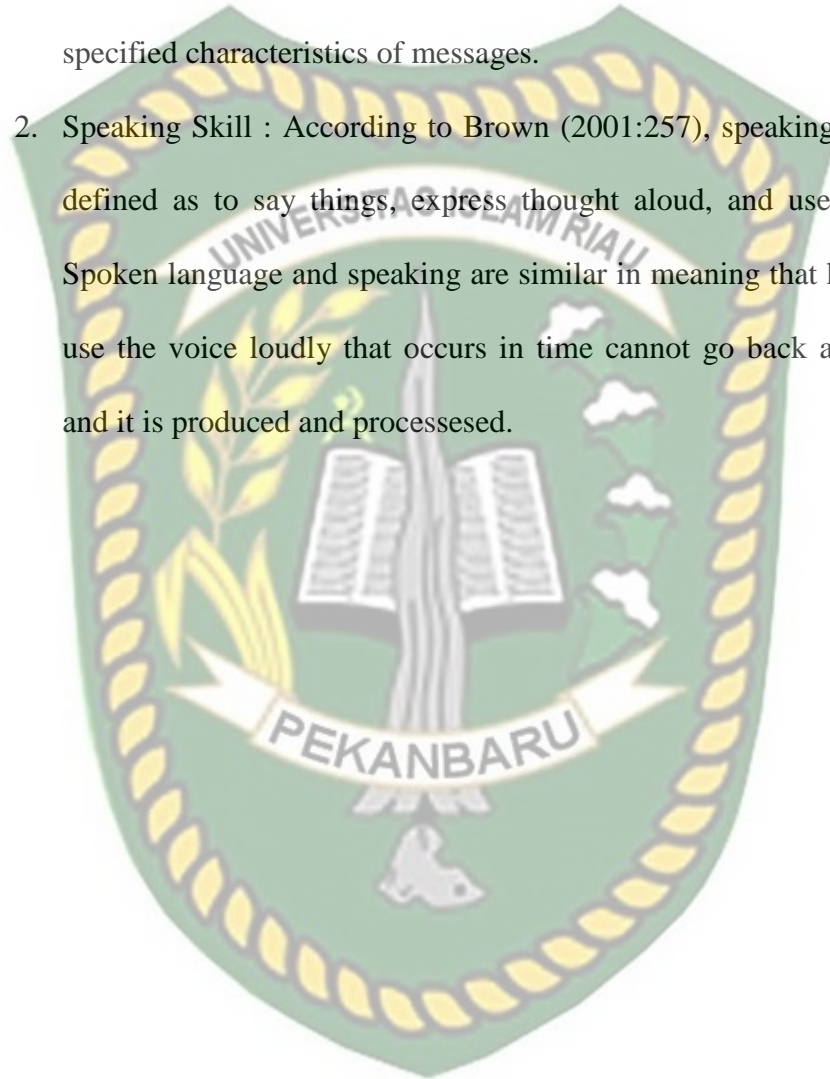 specified characteristics of messages.
2. Speaking Skill : According to Brown (2001:257), speaking
defined as to say things, express thought aloud, and use
UNIVERSITAS ISLAM RIAU
Spoken language and speaking are similar in meaning that
use the voice loudly that occurs in time cannot go back
and it is produced and processesed.
PEKANBARU